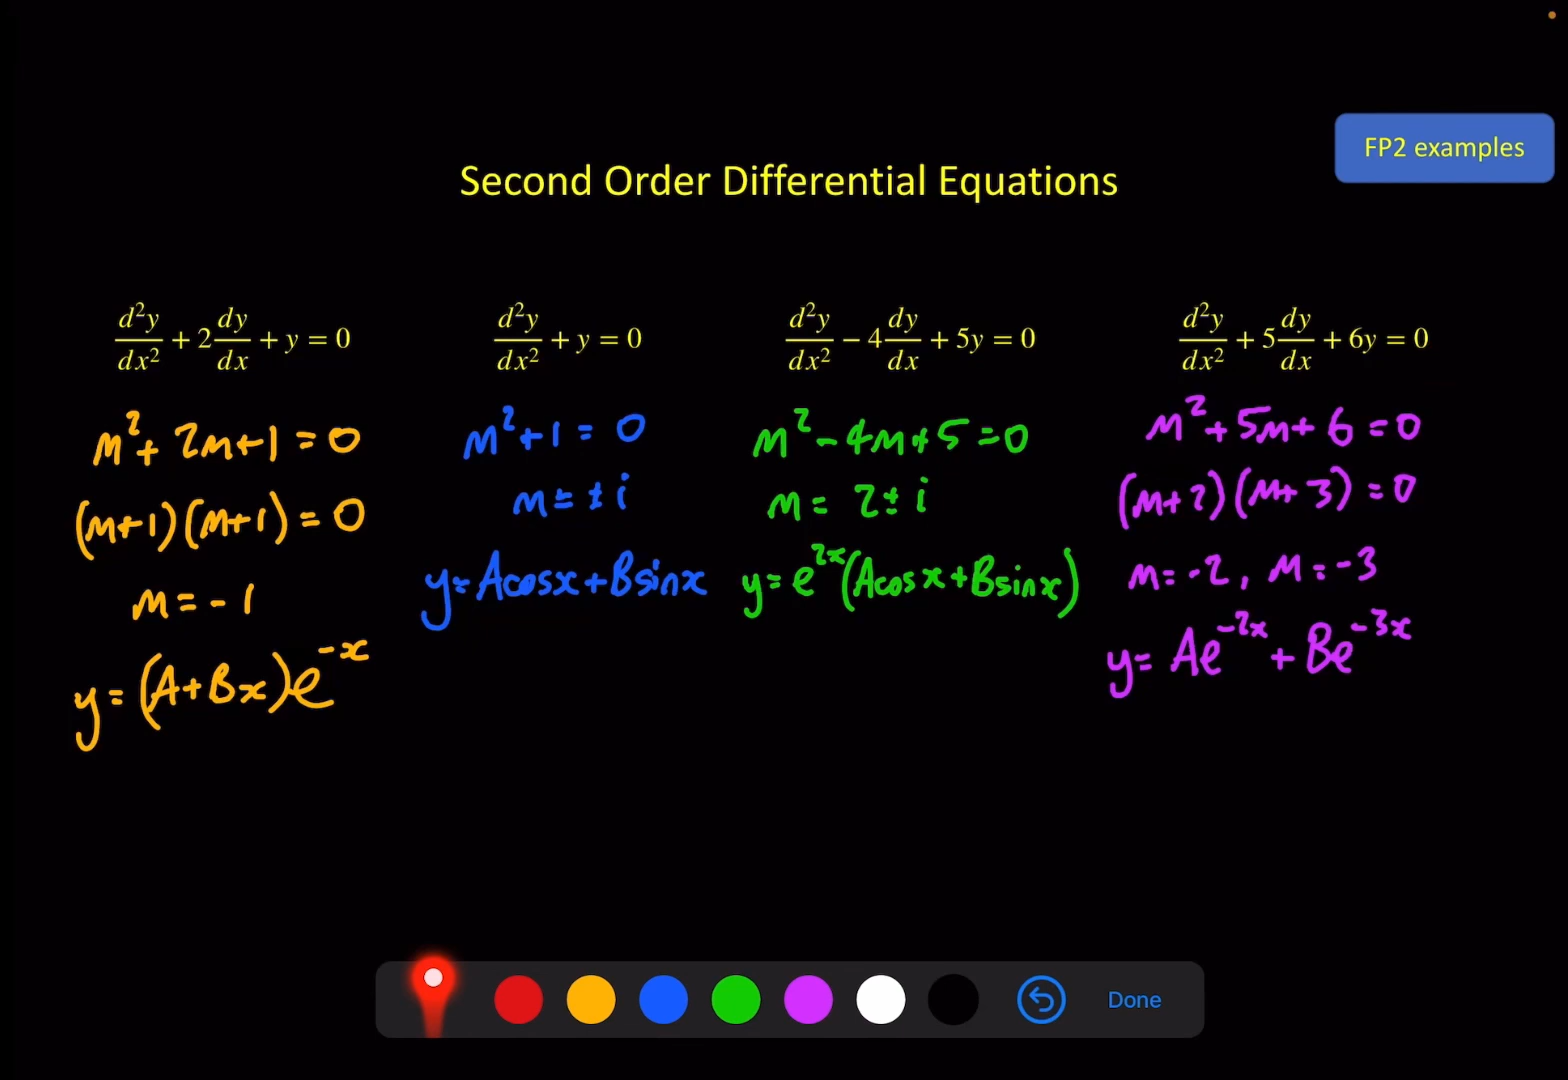 FP2 examples
Second Order Differential Equations
d²y/dx² + 2 dy/dx + y = 0
m² + 2m + 1 = 0
(m+1)(m+1) = 0
m = -1
y = (A + Bx)e^(-x)
d²y/dx² + y = 0
m² + 1 = 0
m = ± i
y = Acosx + Bsinx
d²y/dx² − 4 dy/dx + 5y = 0
m² - 4m + 5 = 0
m = 2 ± i
y = e^(2x)(Acosx + Bsinx)
d²y/dx² + 5 dy/dx + 6y = 0
m² + 5m + 6 = 0
(m+2)(m+3) = 0
m = -2, m = -3
y = Ae^(-2x) + Be^(-3x)
Done